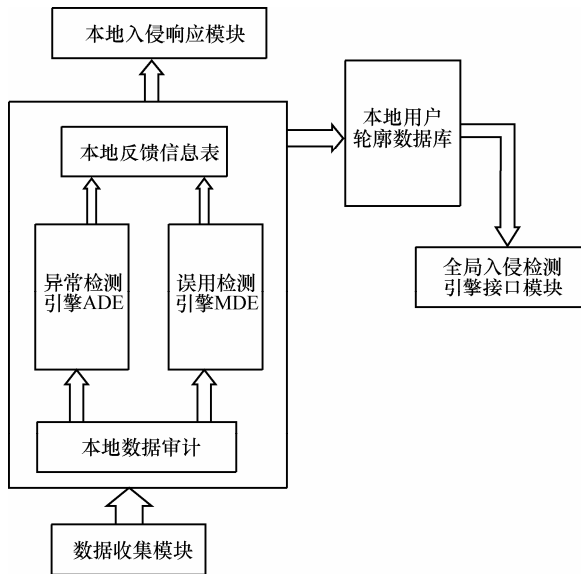 本地入侵响应模块
本地用户
轮廓数据库
本地反馈信息表
异常检测
引擎ADE
误用检测
引擎MDE
全局入侵检测
引擎接口模块
本地数据审计
数据收集模块